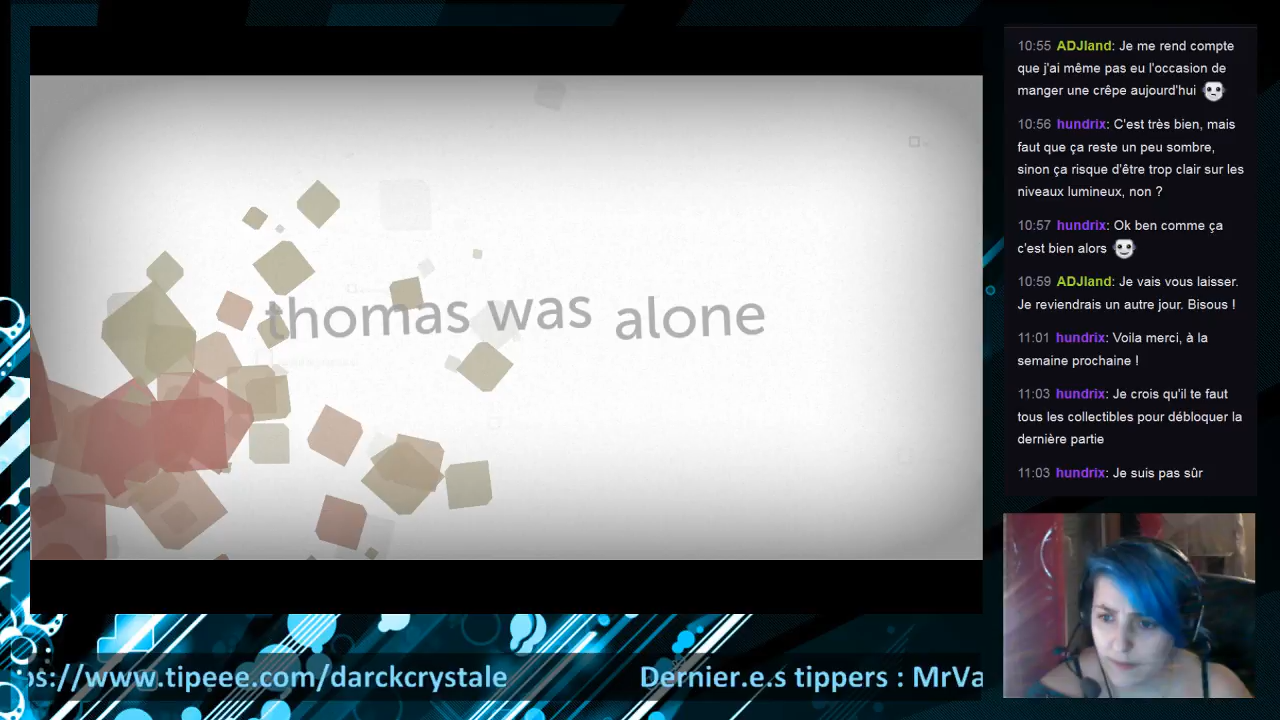 thomas was alone
10:55 ADJIand: Je me rend compte
que j'ai même pas eu l'occasion de
manger une crêpe aujourd'hui
10:56 hundrix: C'est très bien, mais
faut que ça reste un peu sombre,
sinon ça risque d'être trop clair sur les
niveaux lumineux, non ?
10:57 hundrix: Ok ben comme ça
c'est bien alors
10:59 ADJIand: Je vais vous laisser.
Je reviendrais un autre jour. Bisous !
11:01 hundrix: Voila merci, à la
semaine prochaine !
11:03 hundrix: Je crois qu'il te faut
tous les collectibles pour débloquer la
dernière partie
11:03 hundrix: Je suis pas sûr
ps://www.tipeee.com/darckcrystale
Dernier.e.s tippers : MrVa